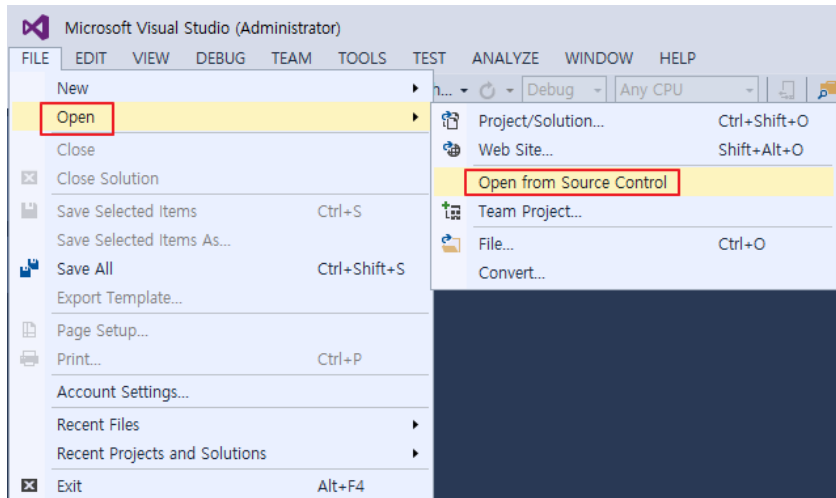 Microsoft Visual Studio (Administrator)
FILE EDIT VIEW DEBUG TEAM TOOLS TEST ANALYZE WINDOW HELP
Debug Any CPU
New
Open
Close
Close Solution
Save Selected Items Ctrl+S
Save Selected Items As...
Save All Ctrl+Shift+S
Export Template...
Page Setup...
Print... Ctrl+P
Account Settings...
Recent Files
Recent Projects and Solutions
Exit Alt+F4
Project/Solution... Ctrl+Shift+O
Web Site... Shift+Alt+O
Open from Source Control
Team Project...
File... Ctrl+O
Convert...